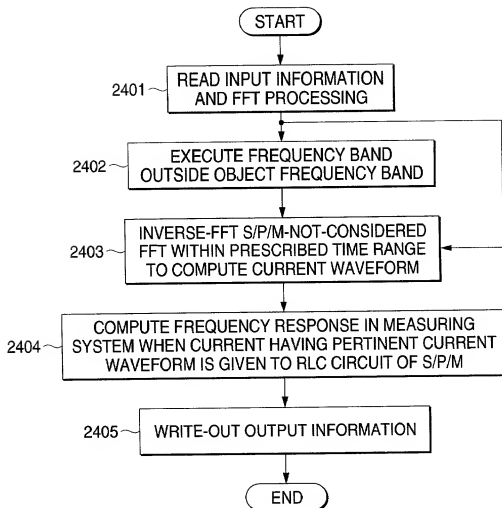 START
2401
READ INPUT INFORMATION
AND FFT PROCESSING
2402
EXECUTE FREQUENCY BAND
OUTSIDE OBJECT FREQUENCY BAND
2403
INVERSE-FFT S/P/M-NOT-CONSIDERED
FFT WITHIN PRESCRIBED TIME RANGE
TO COMPUTE CURRENT WAVEFORM
2404
COMPUTE FREQUENCY RESPONSE IN MEASURING
SYSTEM WHEN CURRENT HAVING PERTINENT CURRENT
WAVEFORM IS GIVEN TO RLC CIRCUIT OF S/P/M
2405
WRITE-OUT OUTPUT INFORMATION
END